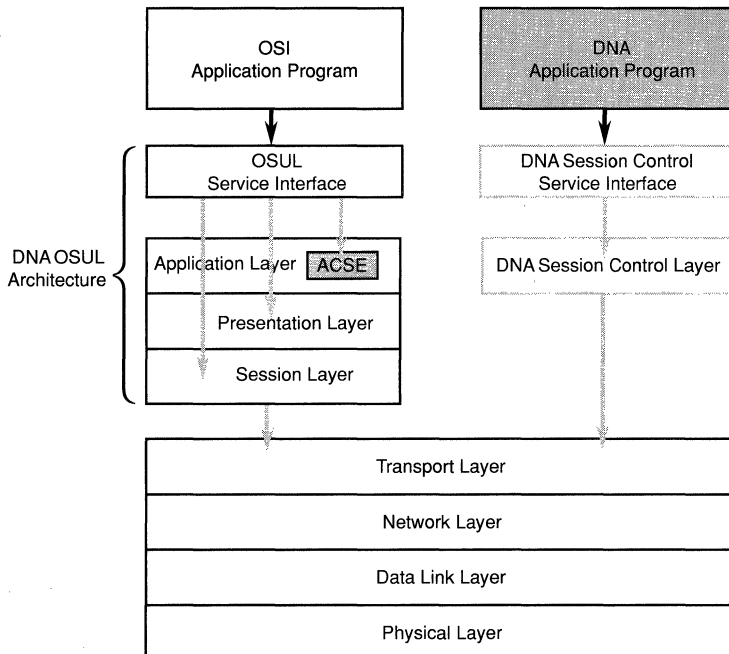 OSI
Application Program
DNA
Application Program
OSUL
Service Interface
DNA Session Control
Service Interface
DNA OSUL
Architecture
Application Layer
ACSE
DNA Session Control Layer
Presentation Layer
Session Layer
Transport Layer
Network Layer
Data Link Layer
Physical Layer